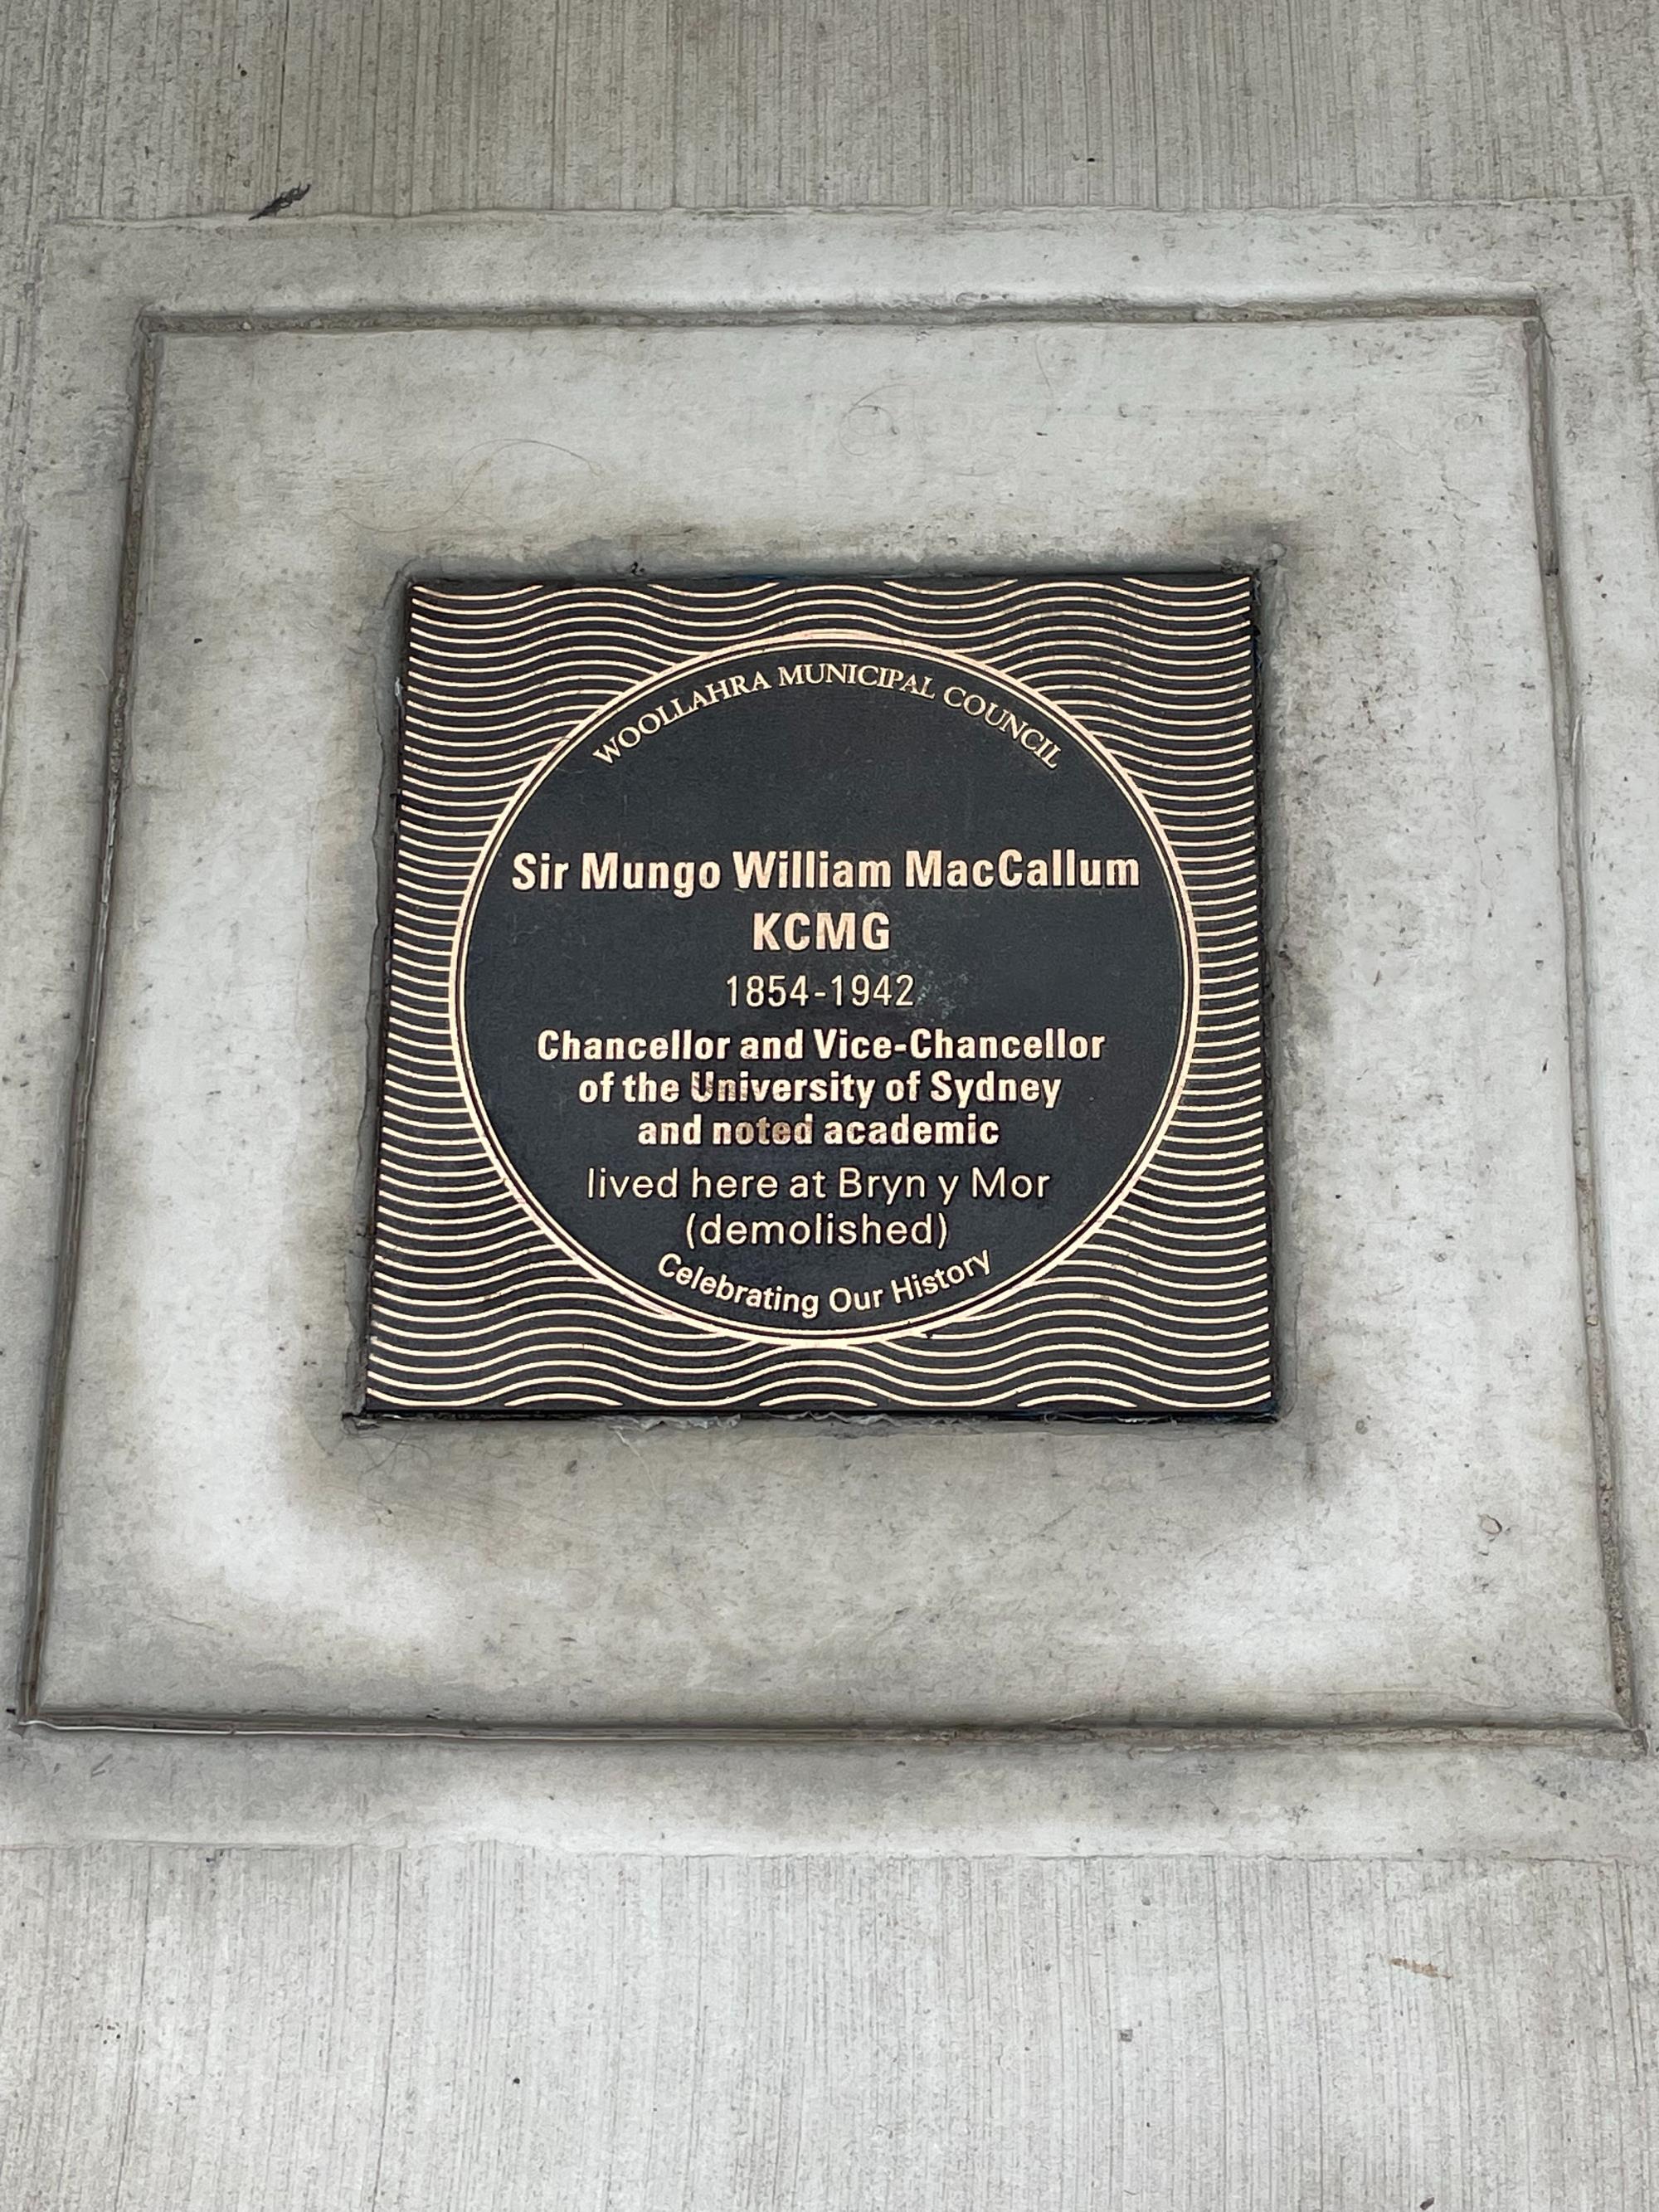 WOOLLAHRA MUNICIPAL COUNCIL
Sir Mungo William MacCallum
KCMG
1854-1942
Chancellor and Vice-Chancellor
of the University of Sydney
and noted academic
lived here at Bryn y Mor
(demolished)
Celebrating Our History